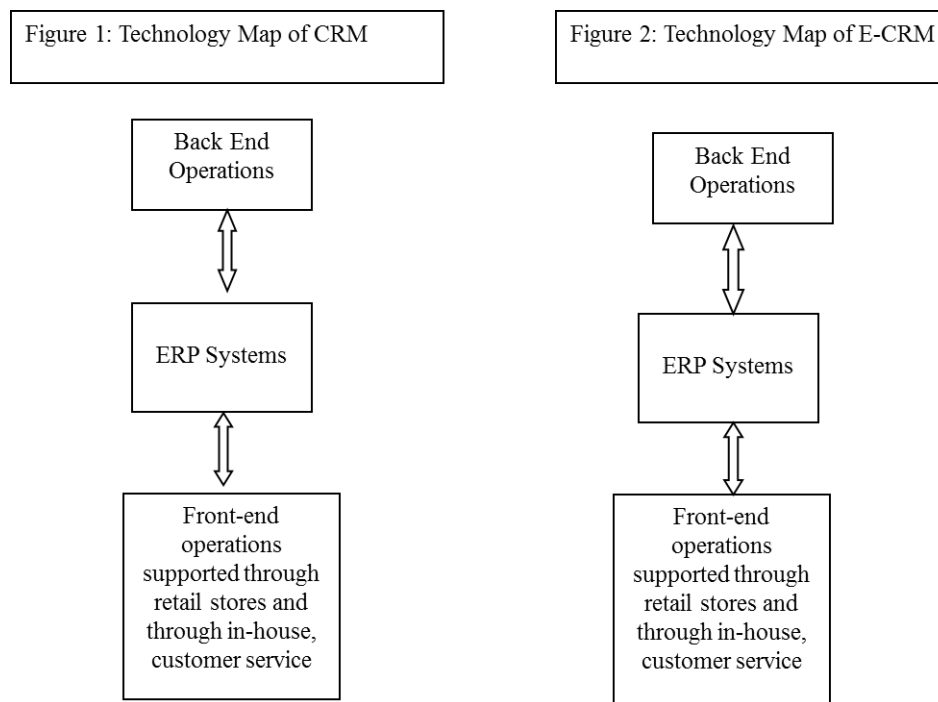 Figure 1: Technology Map of CRM
Back End
Operations
ERP Systems
Front-end
operations
supported through
retail stores and
through in-house,
customer service
Figure 2: Technology Map of E-CRM
Back End
Operations
ERP Systems
Front-end
operations
supported through
retail stores and
through in-house,
customer service